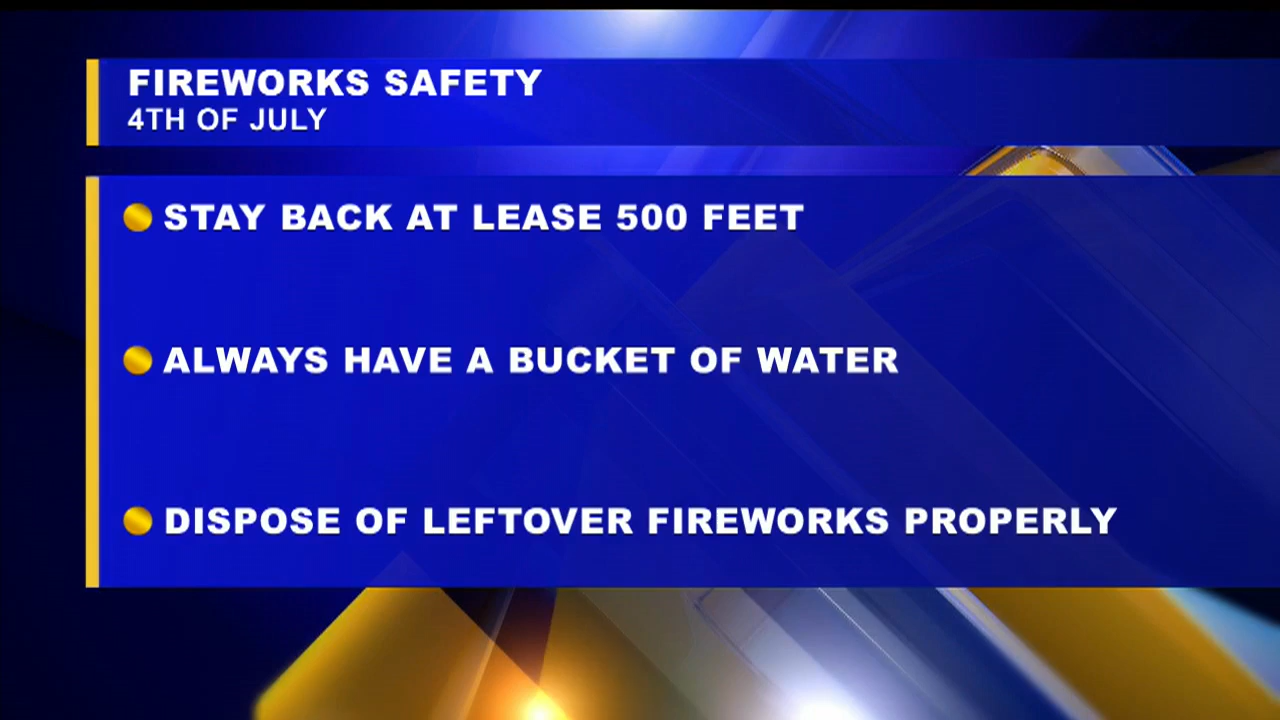 FIREWORKS SAFETY
4TH OF JULY
STAY BACK AT LEASE 500 FEET
ALWAYS HAVE A BUCKET OF WATER
DISPOSE OF LEFTOVER FIREWORKS PROPERLY